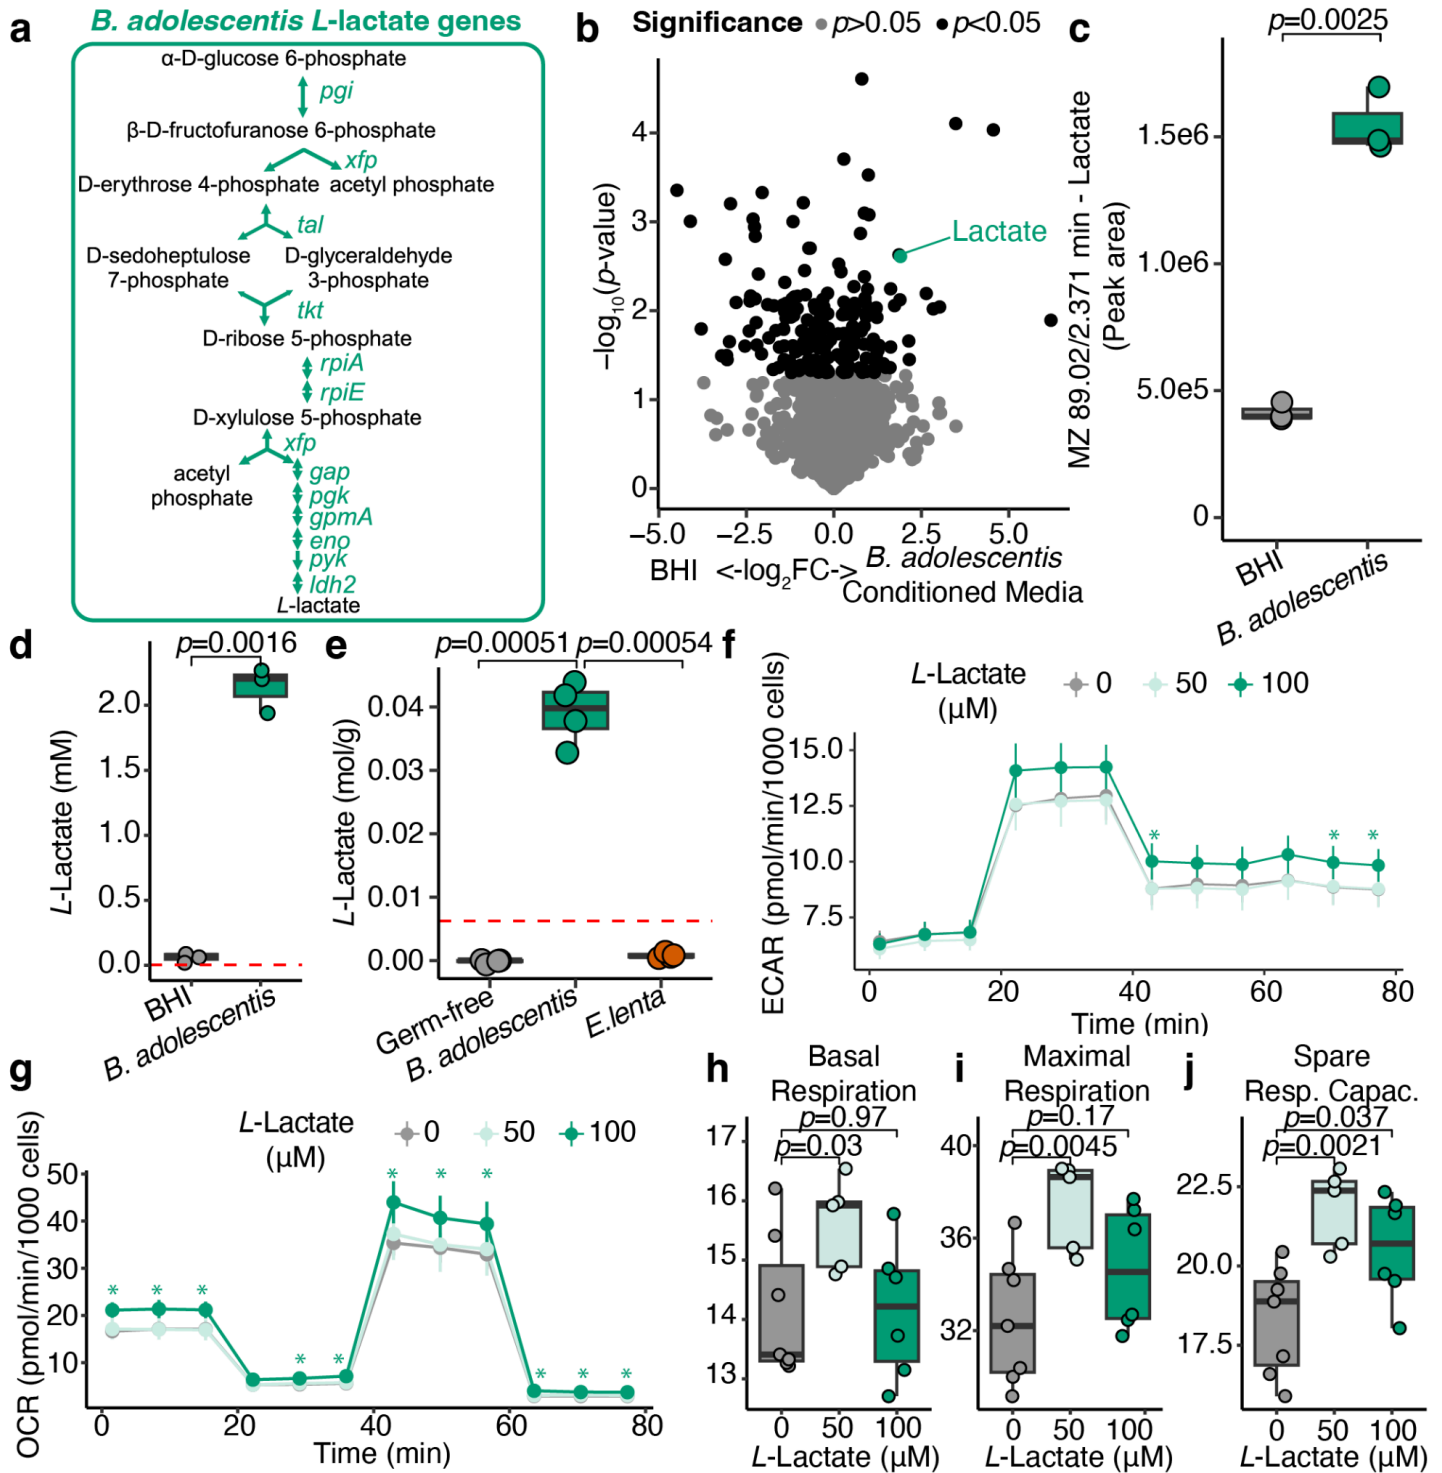 a
B. adolescentis L-lactate genes
α-D-glucose 6-phosphate
pgi
β-D-fructofuranose 6-phosphate
xfp
D-erythrose 4-phosphate acetyl phosphate
tal
D-sedoheptulose
7-phosphate
D-glyceraldehyde
3-phosphate
tkt
D-ribose 5-phosphate
rpiA
rpiE
D-xylulose 5-phosphate
xfp
acetyl
phosphate
gap
pgk
gpmA
eno
pyk
ldh2
L-lactate
b
Significance p>0.05 p<0.05
–log10(p-value)
4
3
2
1
0
Lactate
−5.0 −2.5 0.0 2.5 5.0
BHI <-log2FC-> B. adolescentis
Conditioned Media
c
p=0.0025
MZ 89.02/2.371 min - Lactate
(Peak area)
1.5e6
1.0e6
5.0e5
0
BHI
B. adolescentis
d
p=0.0016
L-Lactate (mM)
2.0
1.5
1.0
0.5
0.0
BHI
B. adolescentis
e
p=0.00051 p=0.00054
L-Lactate (mol/g)
0.04
0.03
0.02
0.01
0.00
Germ-free
B. adolescentis
E.lenta
f
L-Lactate
(μM)
0 50 100
ECAR (pmol/min/1000 cells)
15.0
12.5
10.0
7.5
* * *
0 20 40 60 80
Time (min)
g
L-Lactate
(μM)
0 50 100
OCR (pmol/min/1000 cells)
50
40
30
20
10
* * * * * * * * * * *
0 20 40 60 80
Time (min)
h
Basal
Respiration
p=0.97
p=0.03
17
16
15
14
13
0 50 100
L-Lactate (μM)
i
Maximal
Respiration
p=0.17
p=0.0045
40
36
32
0 50 100
L-Lactate (μM)
j
Spare
Resp. Capac.
p=0.037
p=0.0021
22.5
20.0
17.5
0 50 100
L-Lactate (μM)